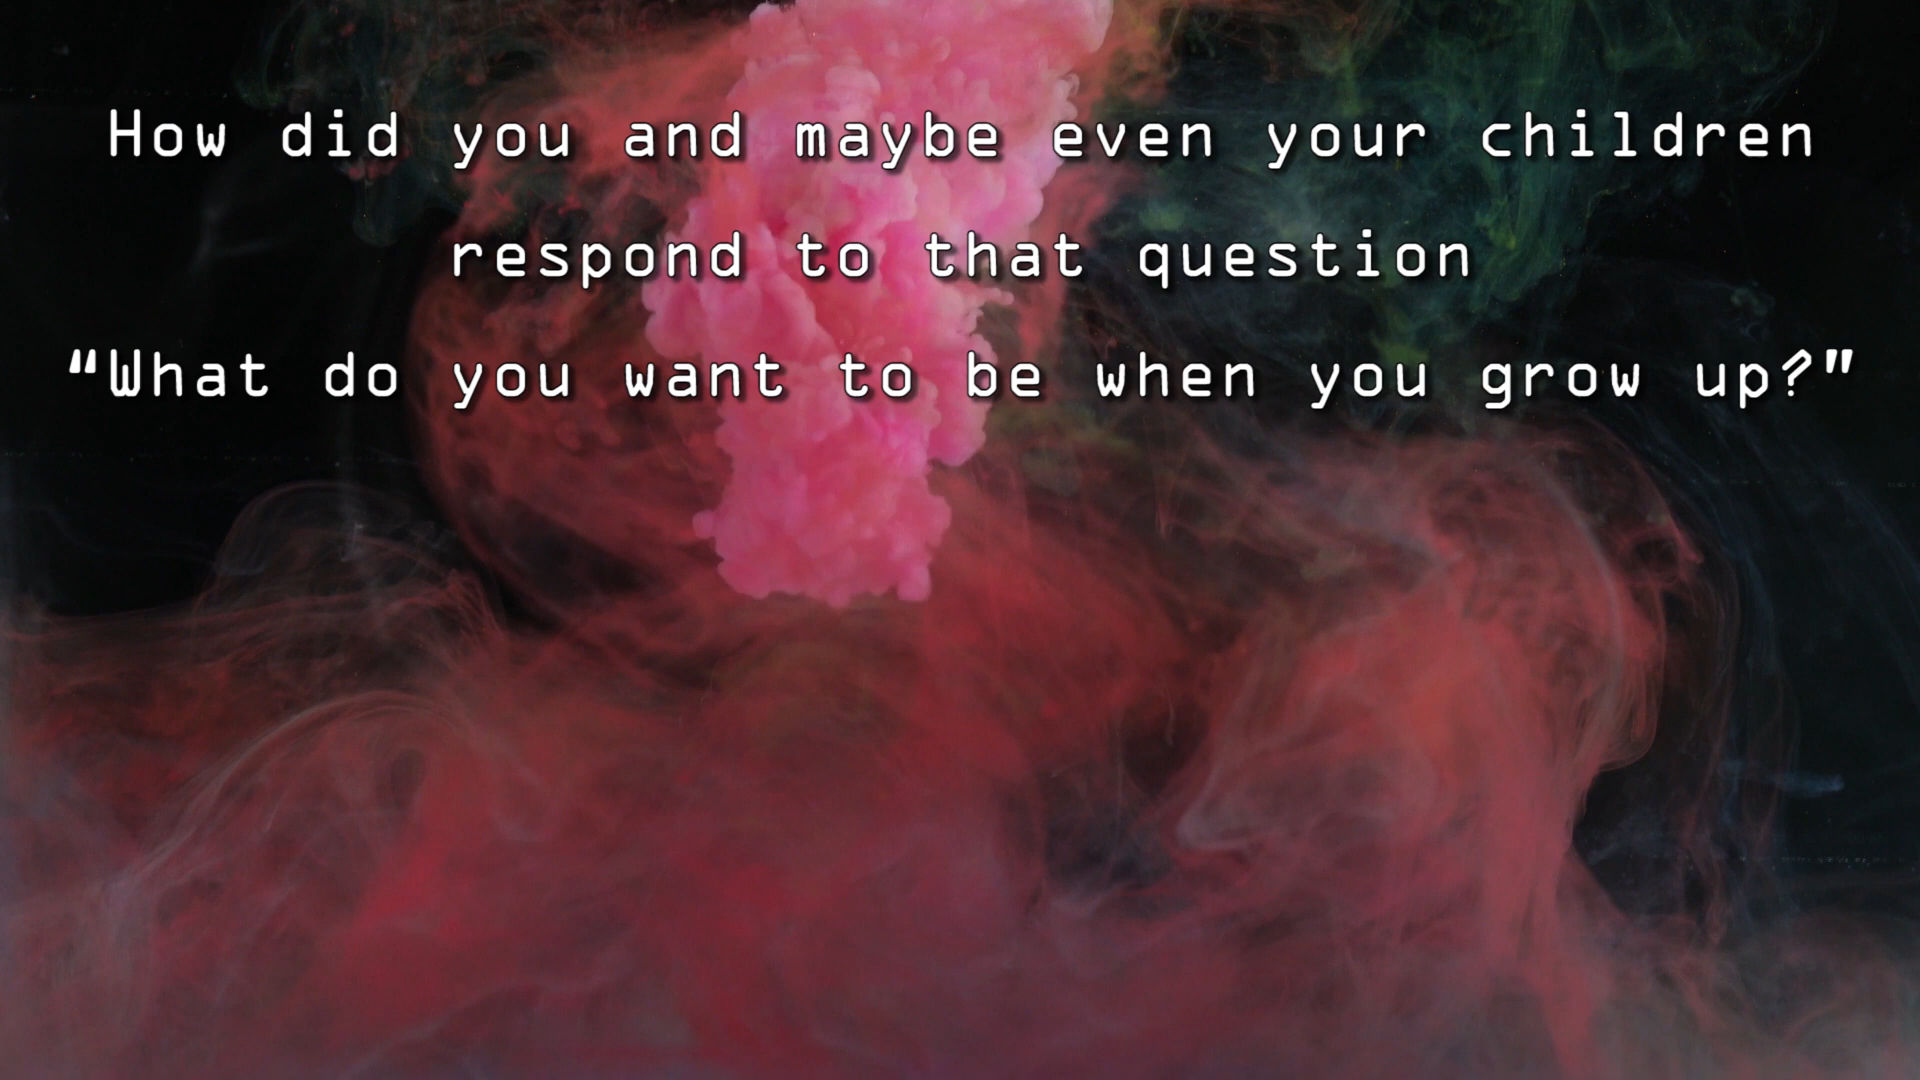 How did you and maybe even your children
respond to that question
“What do you want to be when you grow up?”